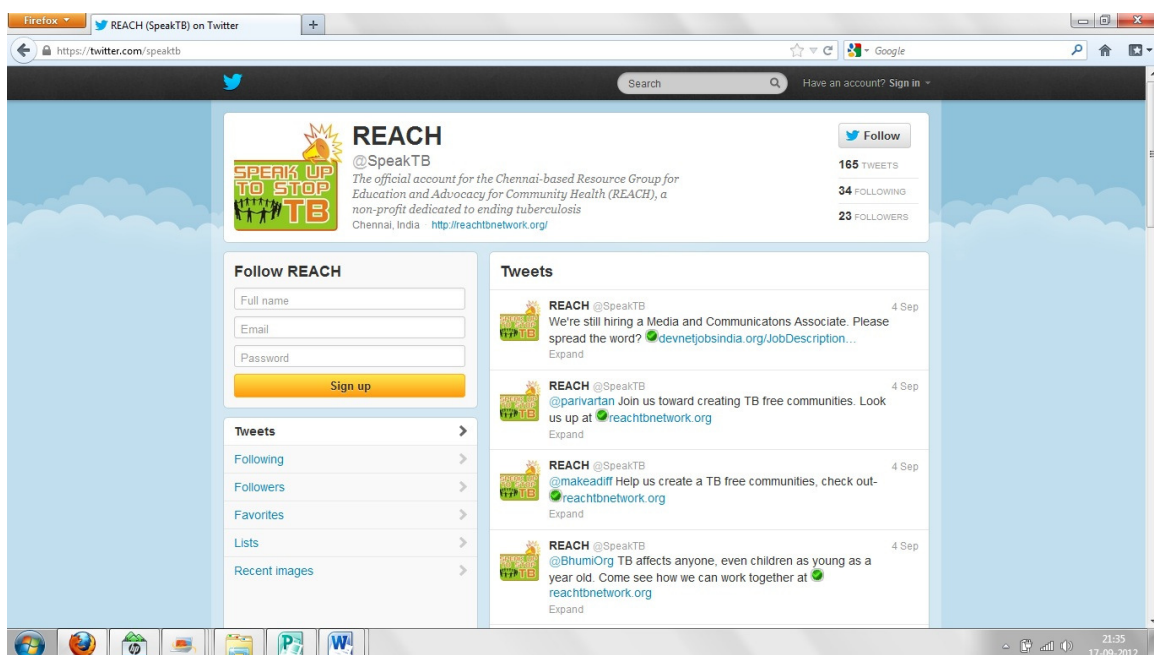 Firefox
REACH (SpeakTB) on Twitter
+
https://twitter.com/speaktb
Google
Search
Have an account? Sign in
SPEAK UP
TO STOP
TB
REACH
@SpeakTB
The official account for the Chennai-based Resource Group for
Education and Advocacy for Community Health (REACH), a
non-profit dedicated to ending tuberculosis
Chennai, India · http://reachtbnetwork.org/
Follow
165 TWEETS
34 FOLLOWING
23 FOLLOWERS
Follow REACH
Full name
Email
Password
Sign up
Tweets
Following
Followers
Favorites
Lists
Recent images
Tweets
REACH @SpeakTB 4 Sep
We're still hiring a Media and Communicatons Associate. Please
spread the word? devnetjobsindia.org/JobDescription…
Expand
REACH @SpeakTB 4 Sep
@parivartan Join us toward creating TB free communities. Look
us up at reachtbnetwork.org
Expand
REACH @SpeakTB 4 Sep
@makeadiff Help us create a TB free communities, check out-
reachtbnetwork.org
Expand
REACH @SpeakTB 4 Sep
@BhumiOrg TB affects anyone, even children as young as a
year old. Come see how we can work together at
reachtbnetwork.org
Expand
21:35
17-09-2012